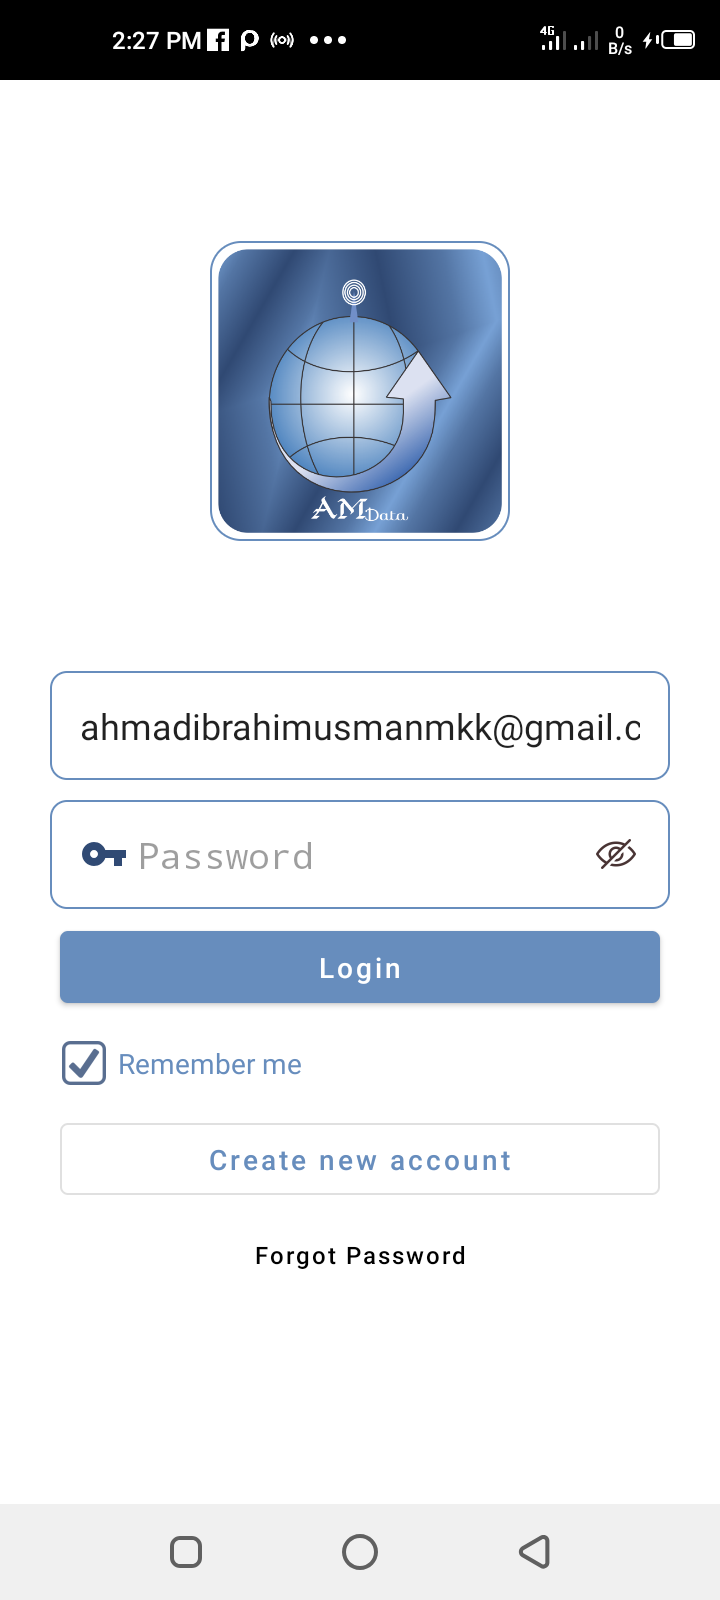 2:27 PM
4G
0
B/s
AM Data
ahmadibrahimusmanmkk@gmail.c
Password
Login
Remember me
Create new account
Forgot Password